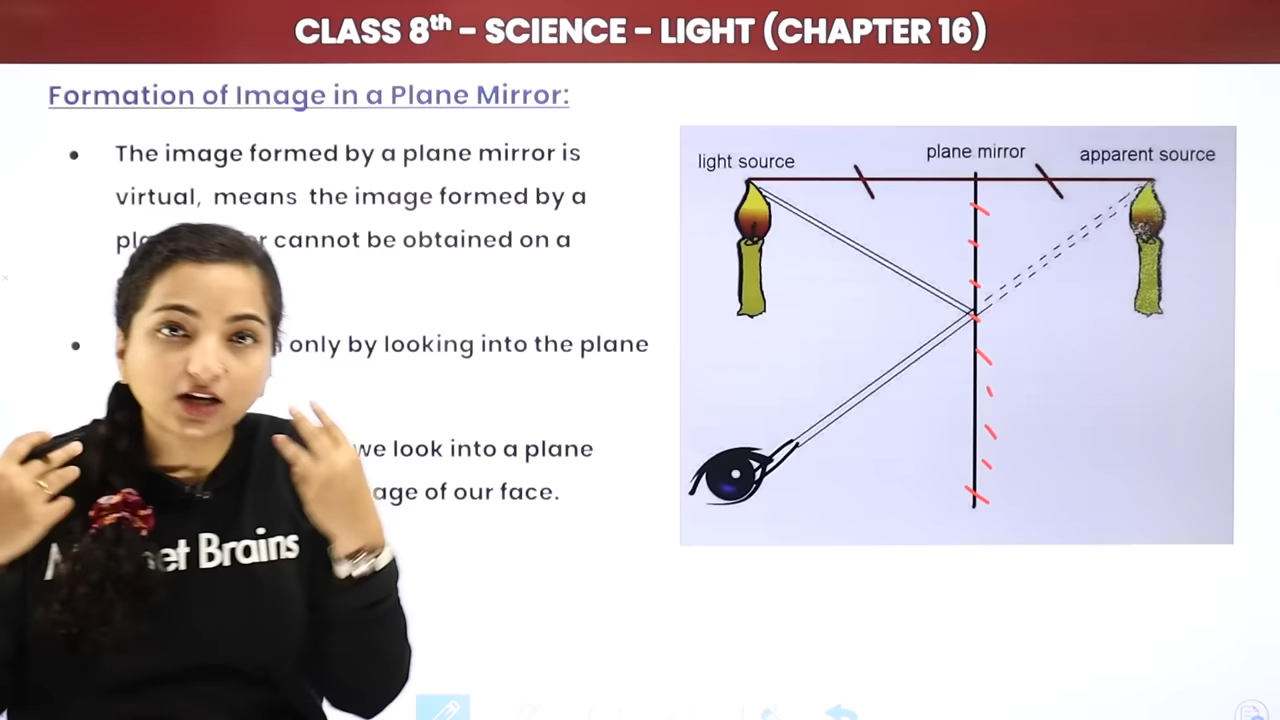 CLASS 8th - SCIENCE - LIGHT (CHAPTER 16)
Formation of Image in a Plane Mirror:
The image formed by a plane mirror is
virtual, means the image formed by a
cannot be obtained on a
only by looking into the plane
we look into a plane
of our face.
light source
plane mirror
apparent source
Brains